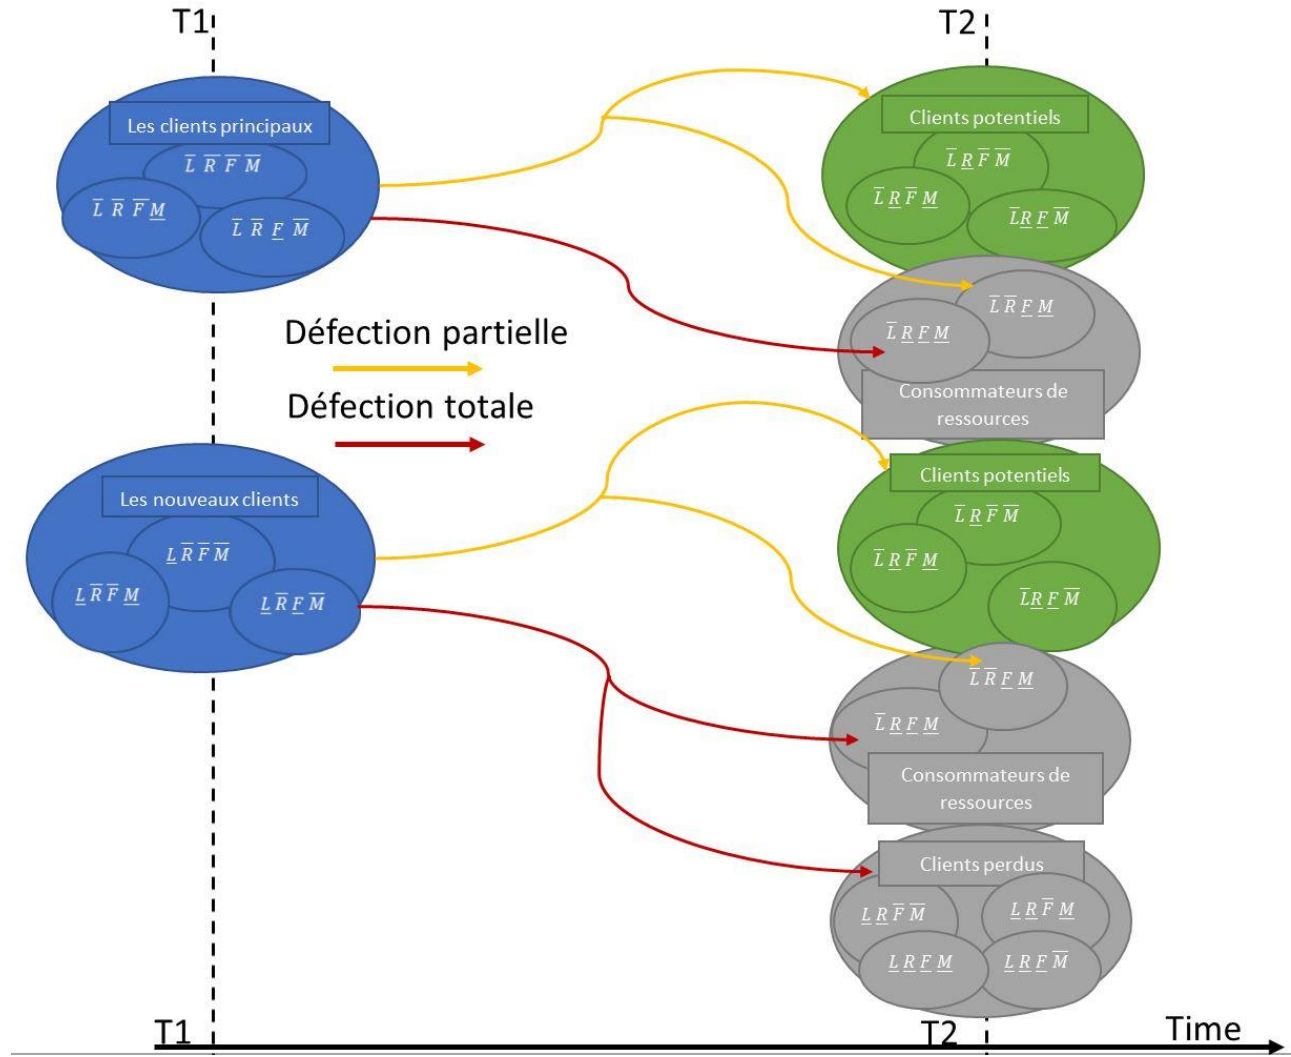 T1
T2
Les clients principaux
L̅ R̅ F̅ M̅
L̅ R̅ F̅ M̲
L̅ R̅ F̲ M̅
Clients potentiels
L̅ R̲ F̅ M̅
L̅ R̲ F̅ M̲
L̅ R̲ F̲ M̅
L̅ R̅ F̲ M̲
L̅ R̲ F̲ M̲
Consommateurs de
ressources
Défection partielle
Défection totale
Les nouveaux clients
L̲ R̅ F̅ M̅
L̲ R̅ F̅ M̲
L̲ R̅ F̲ M̅
Clients potentiels
L̅ R̲ F̅ M̅
L̅ R̲ F̅ M̲
L̅ R̲ F̲ M̅
L̅ R̅ F̲ M̲
L̅ R̲ F̲ M̲
Consommateurs de
ressources
Clients perdus
L̲ R̲ F̅ M̅
L̲ R̲ F̅ M̲
L̲ R̲ F̲ M̲
L̲ R̲ F̲ M̅
T1
T2
Time